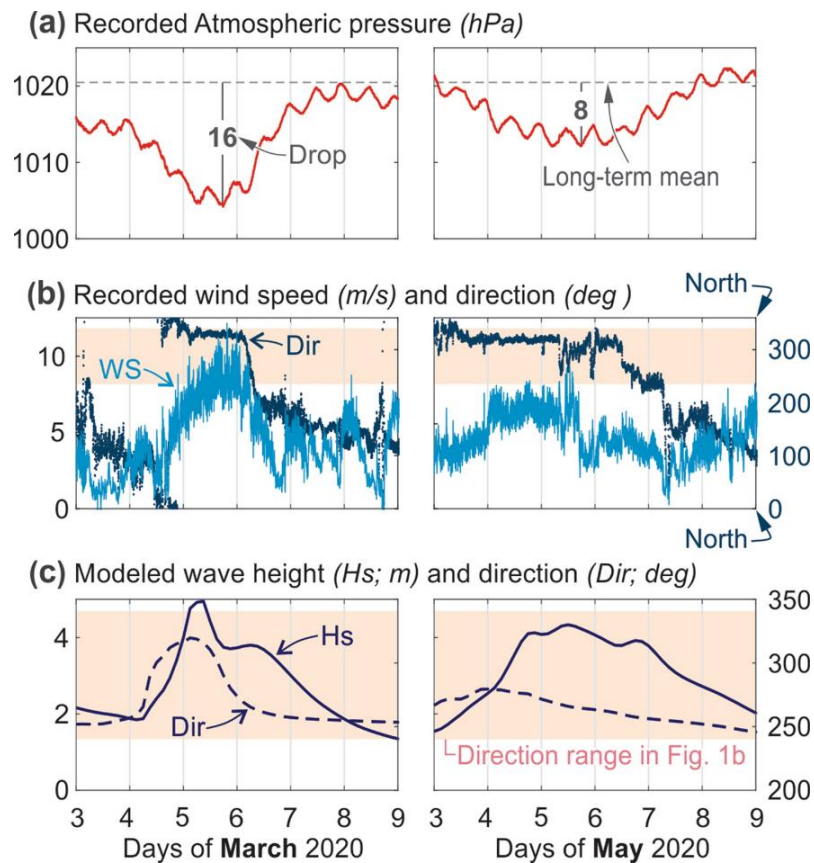 (a) Recorded Atmospheric pressure (hPa)
1020
1010
1000
16
Drop
8
Long-term mean
(b) Recorded wind speed (m/s) and direction (deg )
North
10
5
0
WS
Dir
300
200
100
0
North
(c) Modeled wave height (Hs; m) and direction (Dir; deg)
4
2
0
Hs
Dir
350
300
250
200
Direction range in Fig. 1b
3 4 5 6 7 8 9
3 4 5 6 7 8 9
Days of March 2020
Days of May 2020